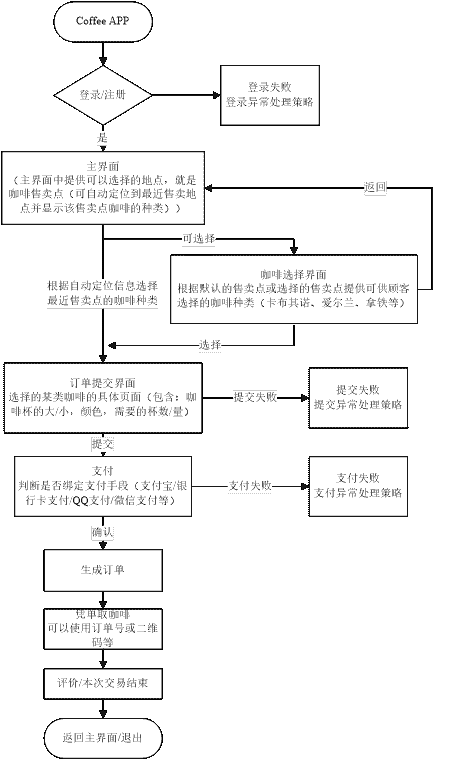 Coffee APP
登录/注册
登录失败
登录异常处理策略
是
主界面
（主界面中提供可以选择的地点，就是
咖啡售卖点（可自动定位到最近售卖地
点并显示该售卖点咖啡的种类））
返回
可选择
根据自动定位信息选择
最近售卖点的咖啡种类
咖啡选择界面
根据默认的售卖点或选择的售卖点提供可供顾客
选择的咖啡种类（卡布其诺、爱尔兰、拿铁等）
选择
订单提交界面
选择的某类咖啡的具体页面（包含：咖
啡杯的大/小，颜色，需要的杯数/量）
提交失败
提交失败
提交异常处理策略
提交
支付
判断是否绑定支付手段（支付宝/银
行卡支付/QQ支付/微信支付等）
支付失败
支付失败
支付异常处理策略
确认
生成订单
凭单取咖啡
可以使用订单号或二维
码等
评价/本次交易结束
返回主界面/退出